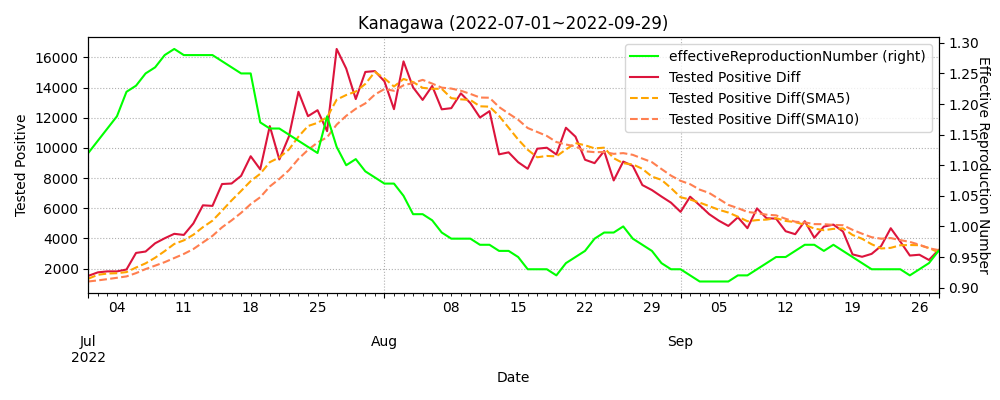 Kanagawa (2022-07-01~2022-09-29)
effectiveReproductionNumber (right)
Tested Positive Diff
Tested Positive Diff(SMA5)
Tested Positive Diff(SMA10)
Tested Positive
16000
14000
12000
10000
8000
6000
4000
2000
Effective Reproduction Number
1.30
1.25
1.20
1.15
1.10
1.05
1.00
0.95
0.90
04 11 18 25 08 15 22 29 05 12 19 26
Jul Aug Sep
2022
Date